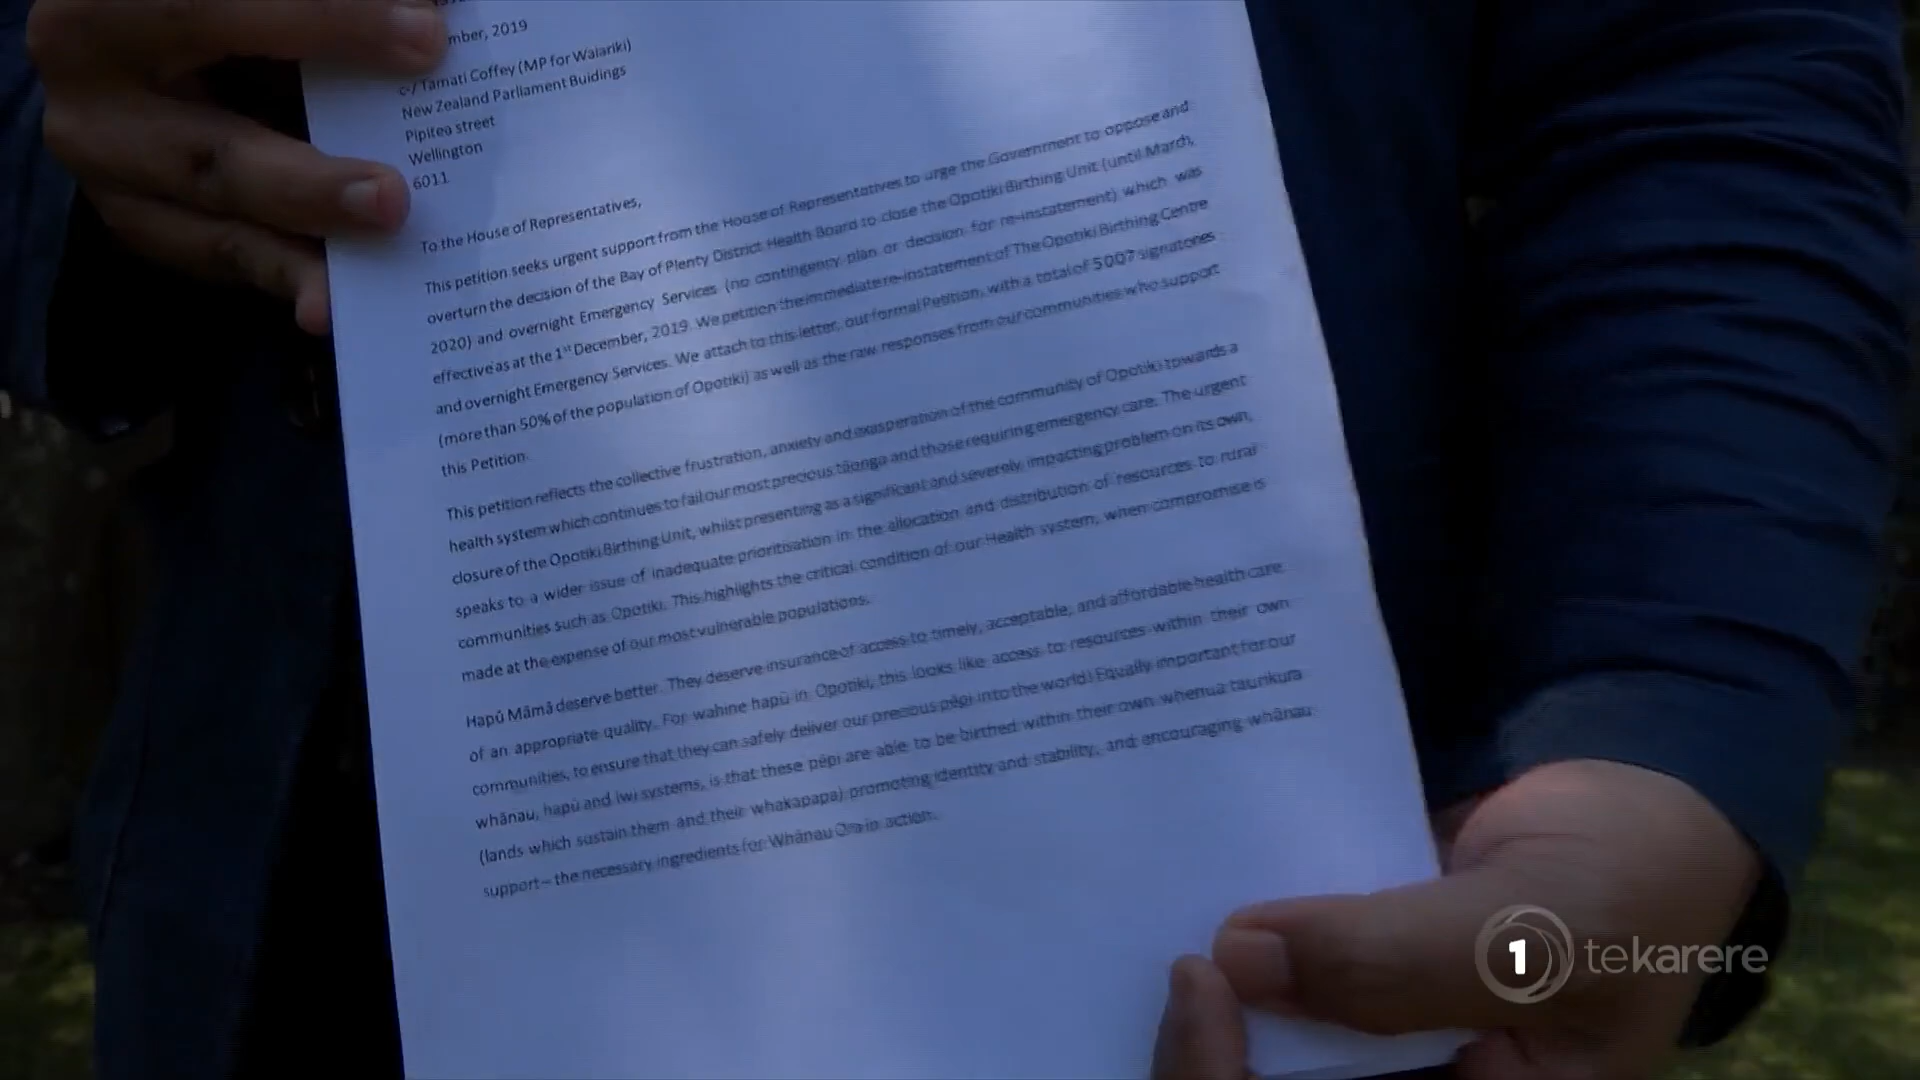 mber, 2019
c-/ Tamati Coffey (MP for Waiariki)
New Zealand Parliament Buidings
Pipitea street
Wellington
6011
To the House of Representatives,
This petition seeks urgent support from the House of Representatives to urge the Government to oppose and
overturn the decision of the Bay of Plenty District Health Board to close the Opotiki Birthing Unit (until March,
2020) and overnight Emergency Services (no contingency plan or decision for re-instatement) which was
effective as at the 1st December, 2019. We petition the immediate re-instatement of The Opotiki Birthing Centre
and overnight Emergency Services. We attach to this letter, our formal Petition, with a total of 5007 signatories
(more than 50% of the population of Opotiki) as well as the raw responses from our communities who support
this Petition.
This petition reflects the collective frustration, anxiety and exasperation of the community of Opotiki towards a
health system which continues to fail our most precious tāonga and those requiring emergency care. The urgent
closure of the Opotiki Birthing Unit, whilst presenting as a significant and severely impacting problem on its own,
speaks to a wider issue of inadequate prioritisation in the allocation and distribution of resources to rural
communities such as Opotiki. This highlights the critical condition of our Health system, when compromise is
made at the expense of our most vulnerable populations.
Hapū Māmā deserve better. They deserve insurance of access to timely, acceptable, and affordable health care
of an appropriate quality. For wahine hapū in Opotiki, this looks like access to resources within their own
communities, to ensure that they can safely deliver our precious pēpi into the world! Equally important for our
whānau, hapū and iwi systems, is that these pēpi are able to be birthed within their own whenua taurikura
(lands which sustain them and their whakapapa) promoting identity and stability, and encouraging whānau
support – the necessary ingredients for Whānau Ora in action.
1 tekarere